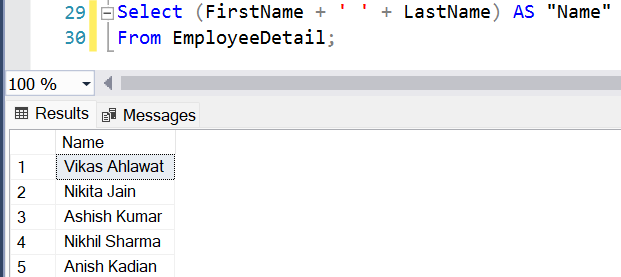 29 Select (FirstName + ' ' + LastName) AS "Name"
30 From EmployeeDetail;
100 %
Results Messages
Name
1 Vikas Ahlawat
2 Nikita Jain
3 Ashish Kumar
4 Nikhil Sharma
5 Anish Kadian